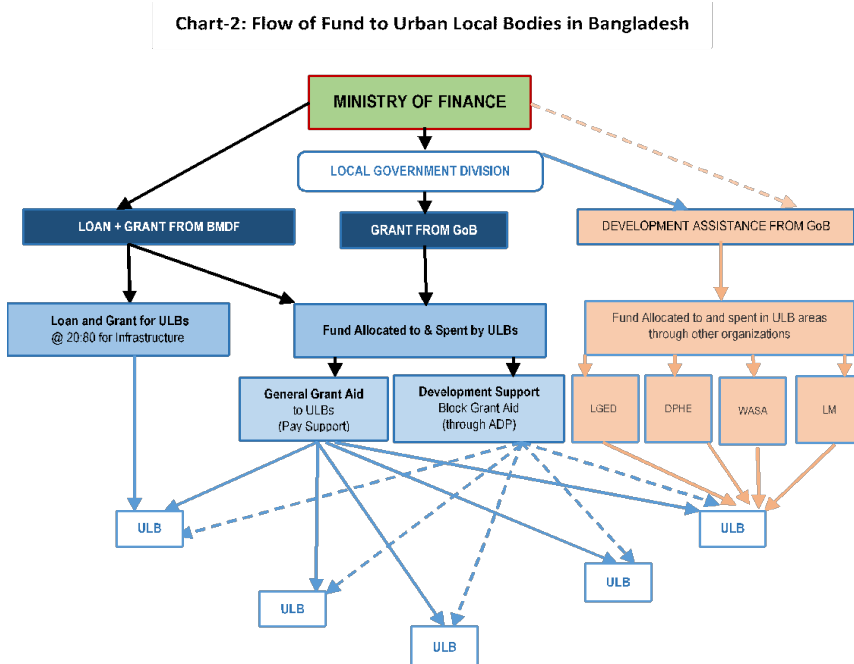 Chart-2: Flow of Fund to Urban Local Bodies in Bangladesh
MINISTRY OF FINANCE
LOCAL GOVERNMENT DIVISION
LOAN + GRANT FROM BMDF
GRANT FROM GoB
DEVELOPMENT ASSISTANCE FROM GoB
Loan and Grant for ULBs
@ 20:80 for Infrastructure
Fund Allocated to & Spent by ULBs
Fund Allocated to and spent in ULB areas
through other organizations
General Grant Aid
to ULBs
(Pay Support)
Development Support
Block Grant Aid
(through ADP)
LGED
DPHE
WASA
LM
ULB
ULB
ULB
ULB
ULB